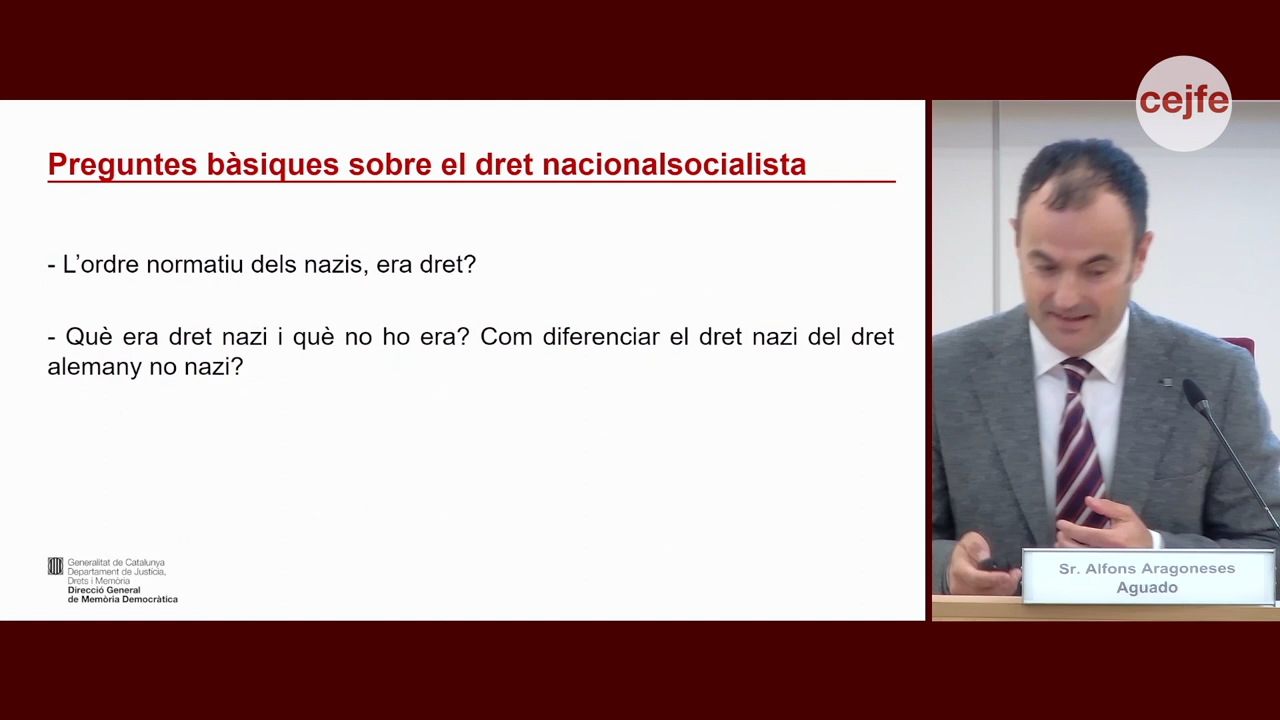 cejfe
Preguntes bàsiques sobre el dret nacionalsocialista
- L’ordre normatiu dels nazis, era dret?
- Què era dret nazi i què no ho era? Com diferenciar el dret nazi del dret
alemany no nazi?
Generalitat de Catalunya
Departament de Justícia,
Drets i Memòria
Direcció General
de Memòria Democràtica
Sr. Alfons Aragoneses
Aguado